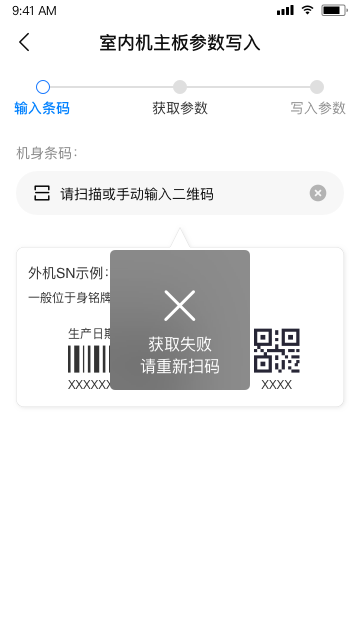 9:41 AM
室内机主板参数写入
输入条码
获取参数
写入参数
机身条码：
请扫描或手动输入二维码
外机SN示例：
一般位于身铭牌
生产日期
XXXXXX
XXXX
获取失败
请重新扫码